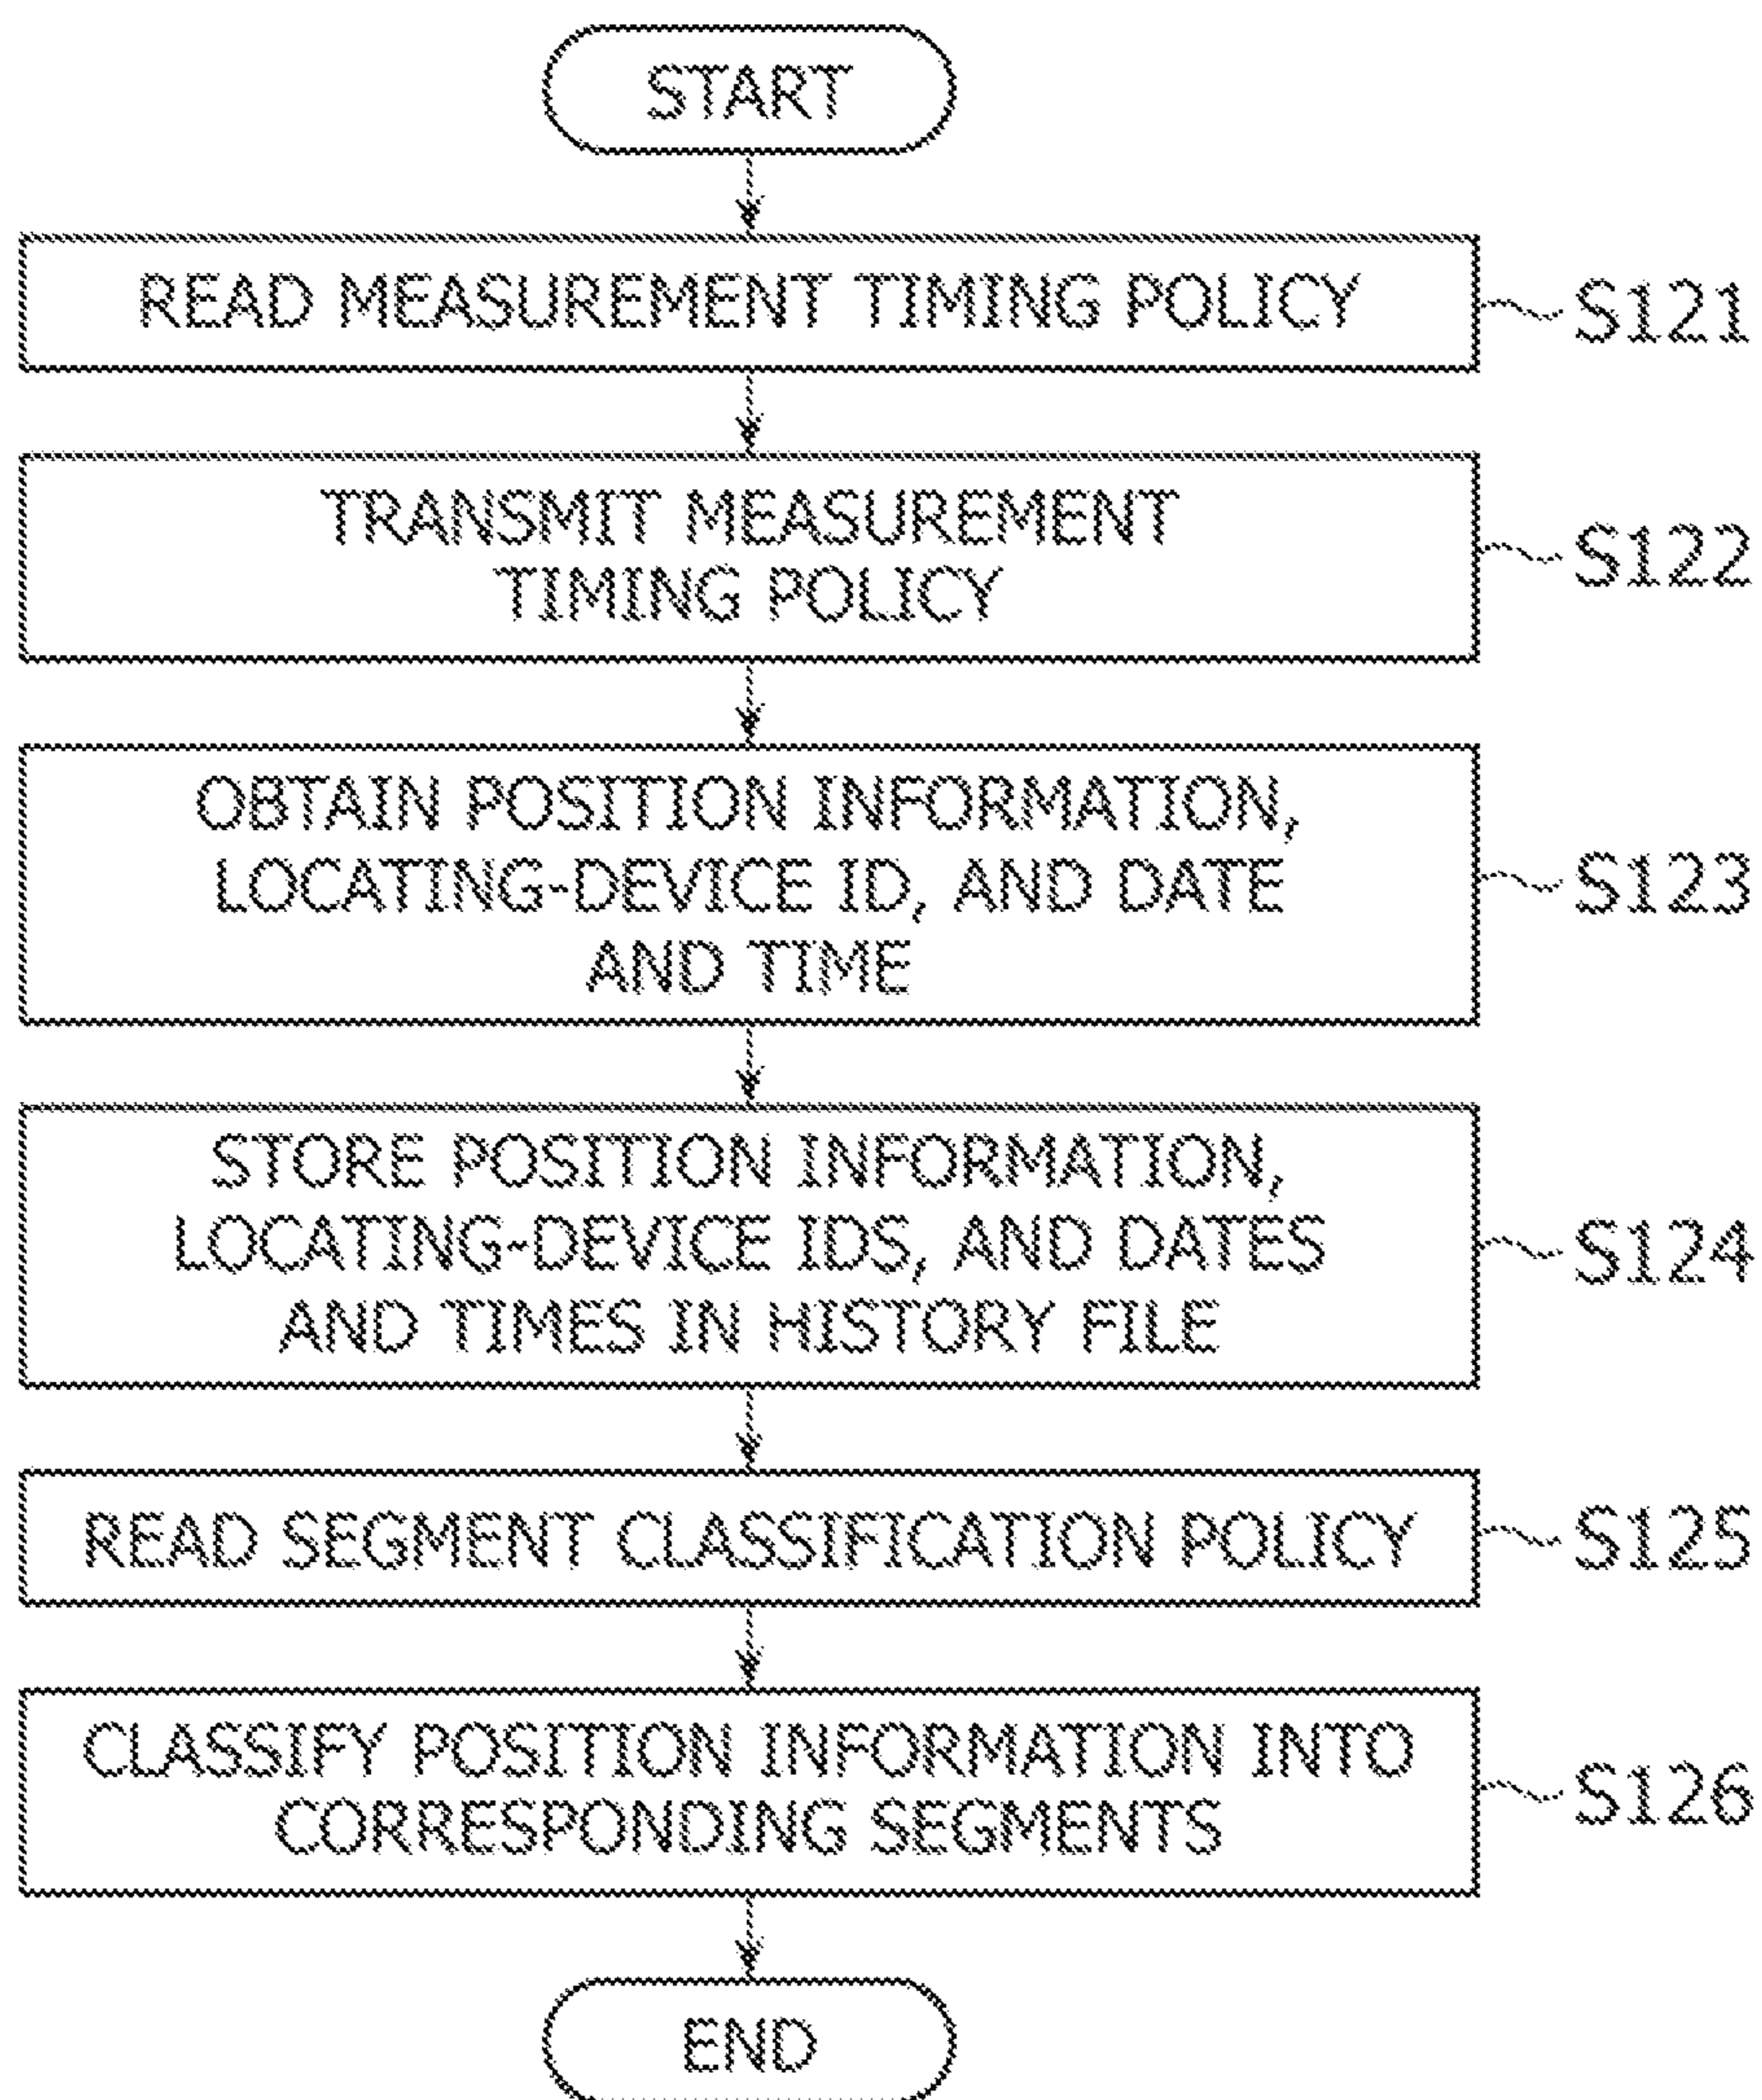 START
READ MEASUREMENT TIMING POLICY
S121
TRANSMIT MEASUREMENT
TIMING POLICY
S122
OBTAIN POSITION INFORMATION,
LOCATING-DEVICE ID, AND DATE
AND TIME
S123
STORE POSITION INFORMATION,
LOCATING-DEVICE IDS, AND DATES
AND TIMES IN HISTORY FILE
S124
READ SEGMENT CLASSIFICATION POLICY
S125
CLASSIFY POSITION INFORMATION INTO
CORRESPONDING SEGMENTS
S126
END